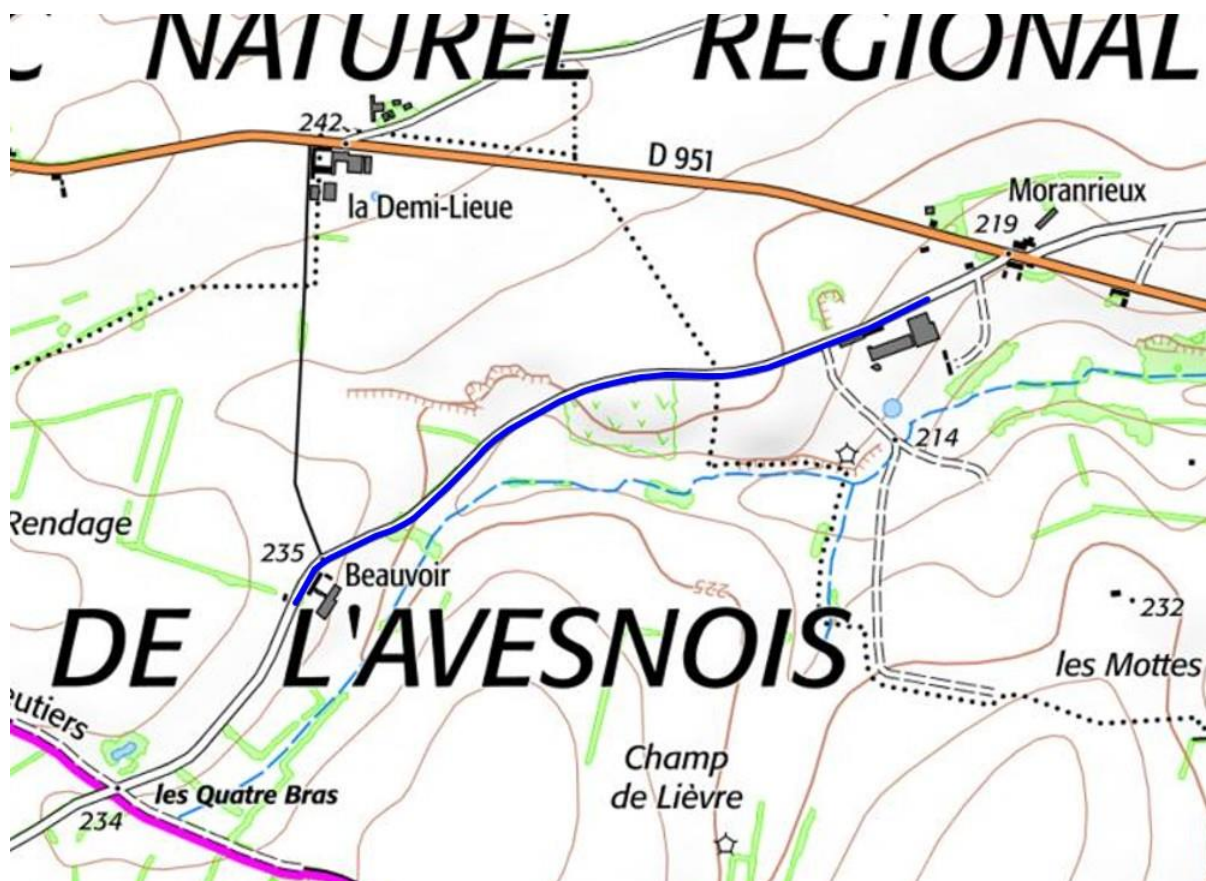 C NATUREL REGIONAL
242
D 951
la Demi-Lieue
Moranrieux
219
214
Rendage
235
Beauvoir
225
232
DE L'AVESNOIS
les Mottes
eutiers
Champ
de Lièvre
les Quatre Bras
234